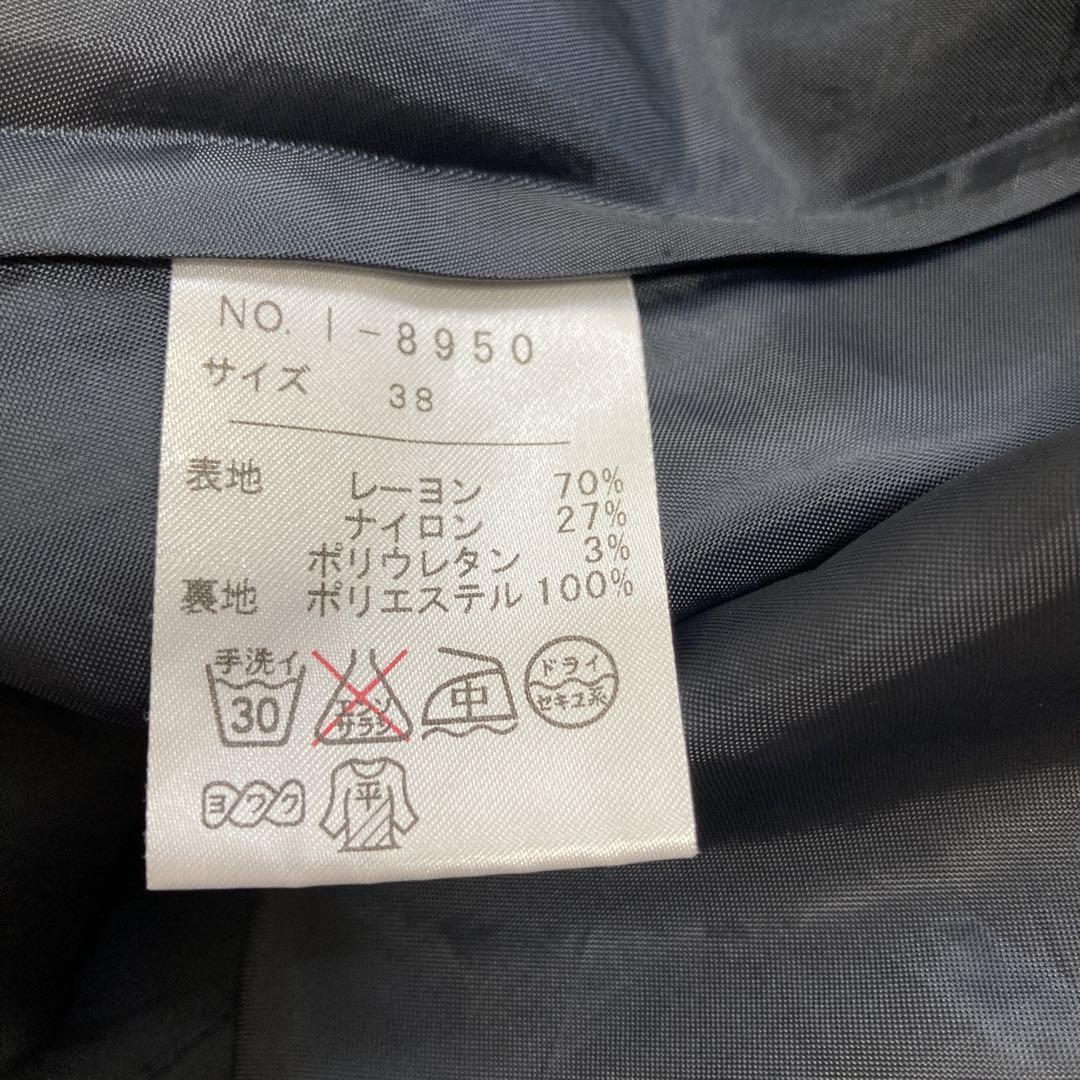 NO. I-8950
サイズ 38
表地 レーヨン 70%
ナイロン 27%
ポリウレタン 3%
裏地 ポリエステル 100%
手洗イ
30
エンソ
サラシ
中
ドライ
セキユ系
ヨワク
平